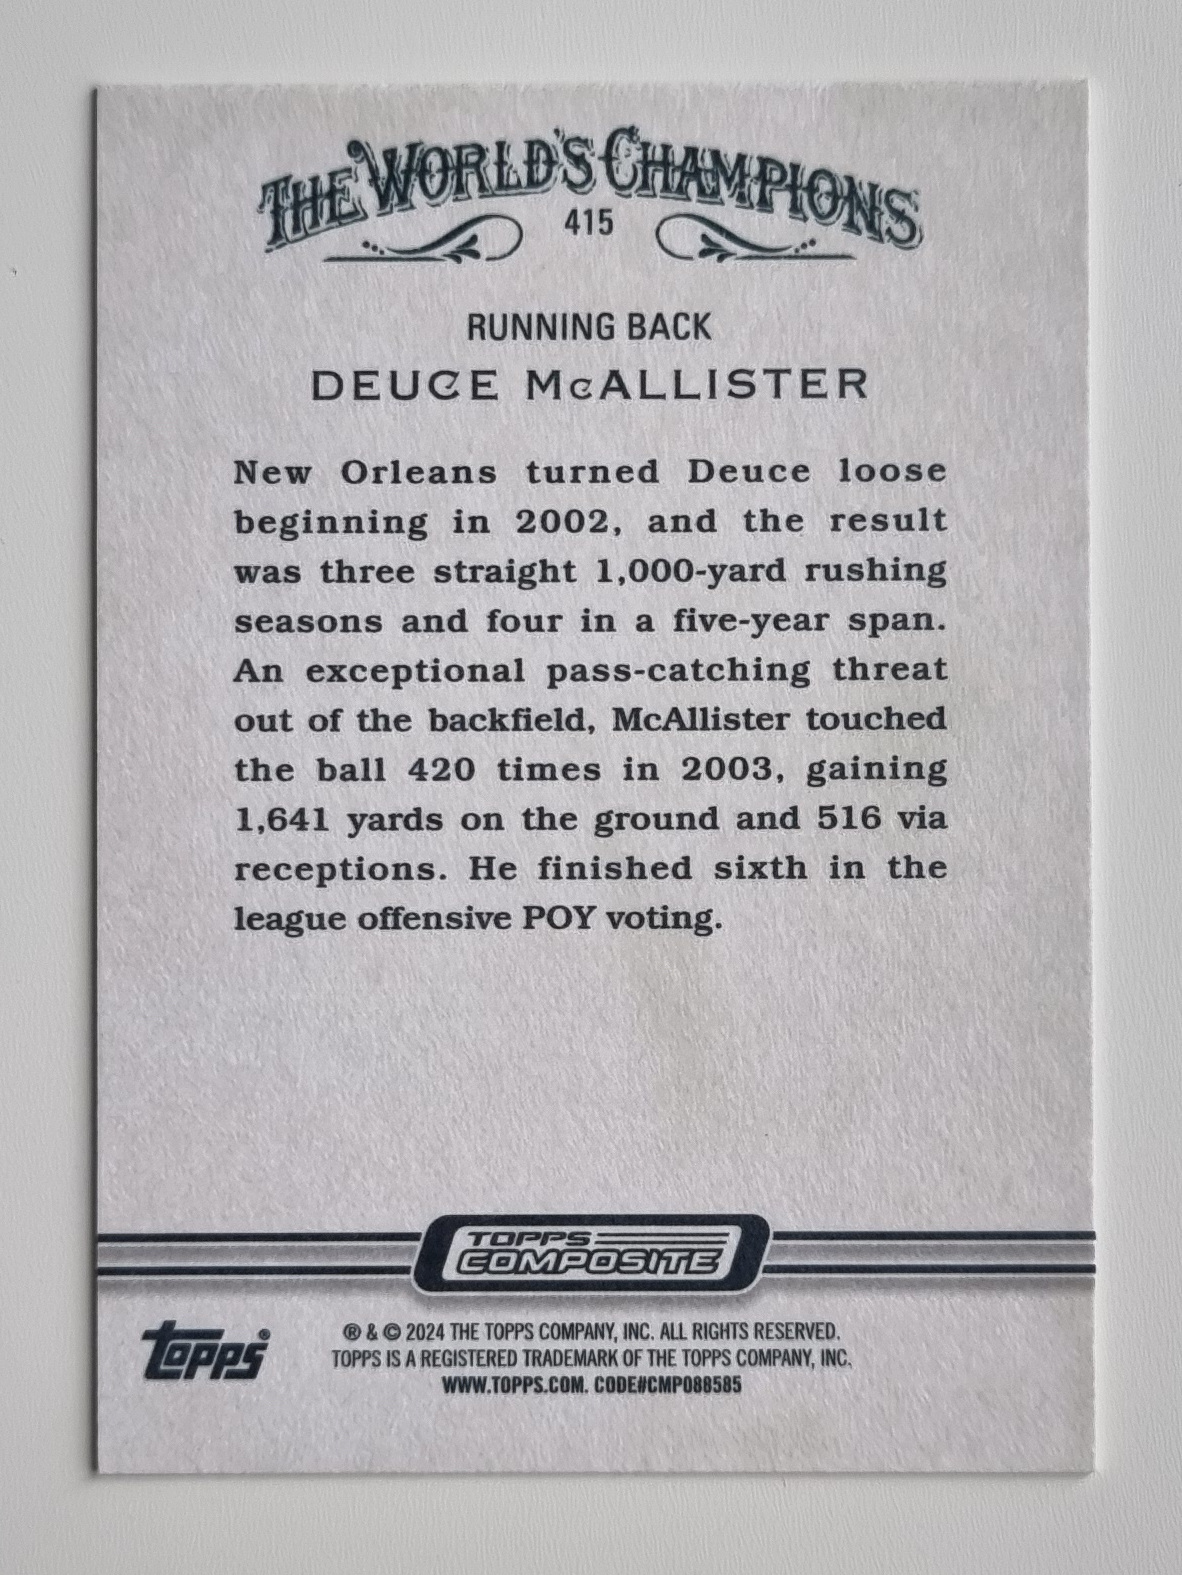 THE WORLD'S CHAMPIONS
415
RUNNING BACK
DEUCE McALLISTER
New Orleans turned Deuce loose
beginning in 2002, and the result
was three straight 1,000-yard rushing
seasons and four in a five-year span.
An exceptional pass-catching threat
out of the backfield, McAllister touched
the ball 420 times in 2003, gaining
1,641 yards on the ground and 516 via
receptions. He finished sixth in the
league offensive POY voting.
TOPPS
COMPOSITE
topps®
® & © 2024 THE TOPPS COMPANY, INC. ALL RIGHTS RESERVED.
TOPPS IS A REGISTERED TRADEMARK OF THE TOPPS COMPANY, INC.
WWW.TOPPS.COM. CODE#CMP088585